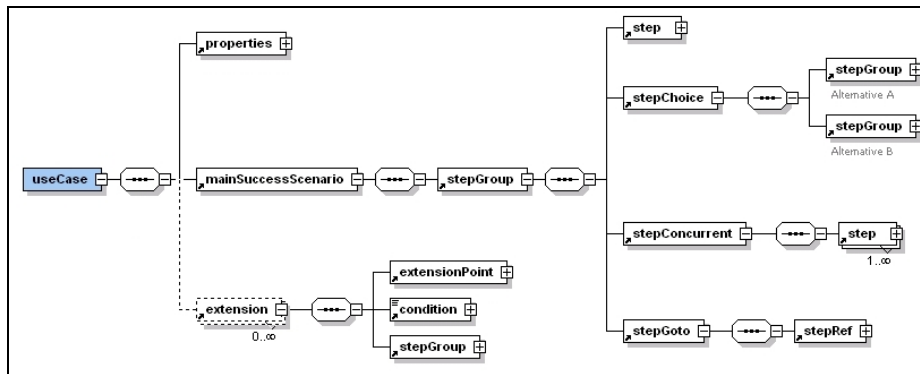 useCase
properties
mainSuccessScenario
stepGroup
step
stepChoice
stepGroup
Alternative A
stepGroup
Alternative B
stepConcurrent
step
1..∞
stepGoto
stepRef
extension
0..∞
extensionPoint
condition
stepGroup